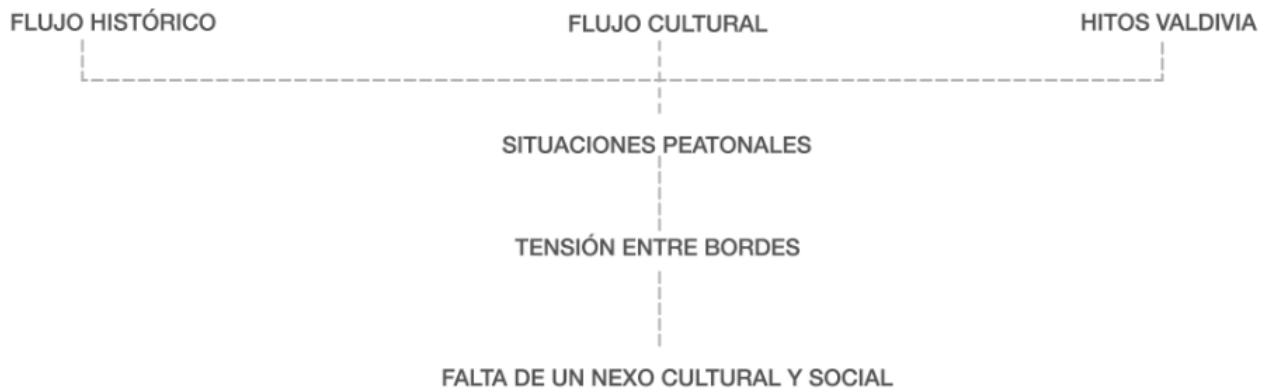 FLUJO HISTÓRICO
FLUJO CULTURAL
HITOS VALDIVIA
SITUACIONES PEATONALES
TENSIÓN ENTRE BORDES
FALTA DE UN NEXO CULTURAL Y SOCIAL